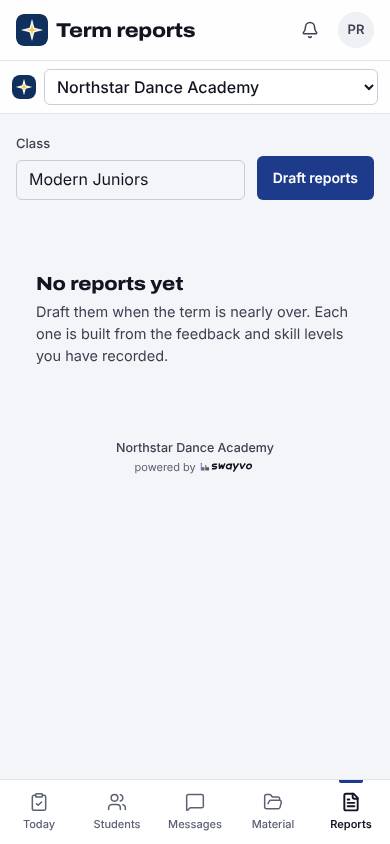 Term reports
PR
Northstar Dance Academy
Class
Modern Juniors
Draft reports
No reports yet
Draft them when the term is nearly over. Each
one is built from the feedback and skill levels
you have recorded.
Northstar Dance Academy
powered by swayvo
Today
Students
Messages
Material
Reports